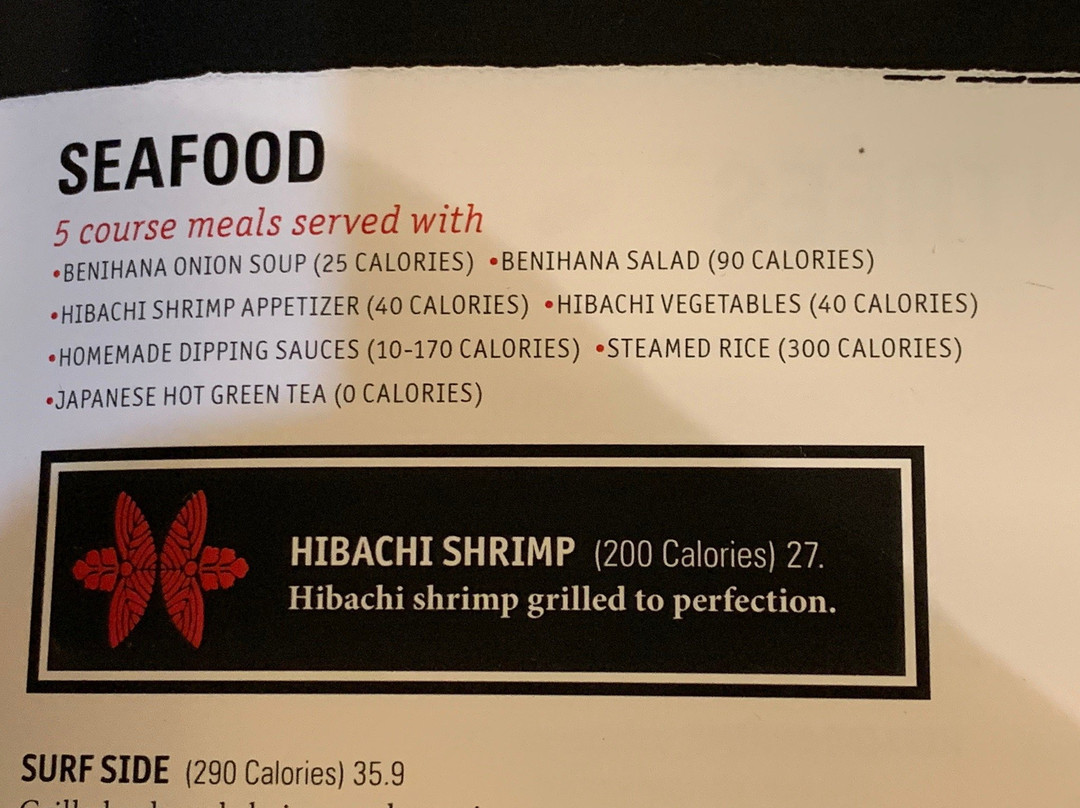 SEAFOOD
5 course meals served with
•BENIHANA ONION SOUP (25 CALORIES) •BENIHANA SALAD (90 CALORIES)
•HIBACHI SHRIMP APPETIZER (40 CALORIES) •HIBACHI VEGETABLES (40 CALORIES)
•HOMEMADE DIPPING SAUCES (10-170 CALORIES) •STEAMED RICE (300 CALORIES)
•JAPANESE HOT GREEN TEA (0 CALORIES)
HIBACHI SHRIMP (200 Calories) 27.
Hibachi shrimp grilled to perfection.
SURF SIDE (290 Calories) 35.9